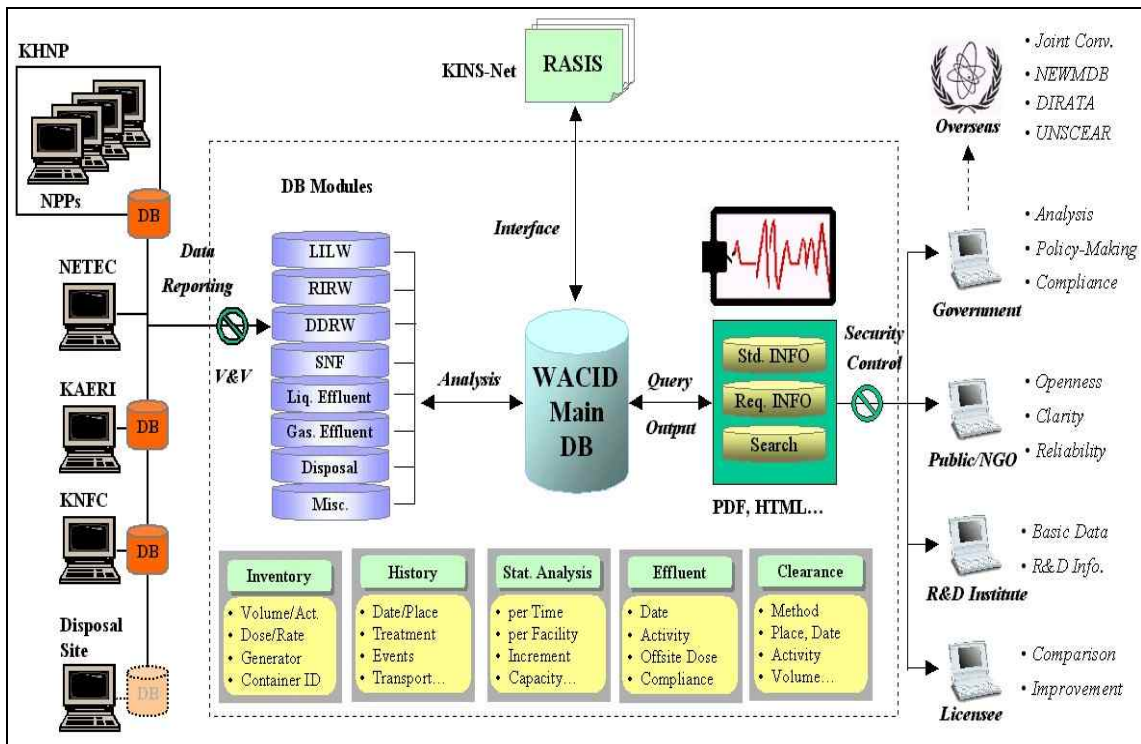 KHNP
NPPs
DB
NETEC
KAERI
DB
KNFC
DB
Disposal
Site
DB
Data
Reporting
V&V
KINS-Net
RASIS
Interface
DB Modules
LILW
RIRW
DDRW
SNF
Liq. Effluent
Gas. Effluent
Disposal
Misc.
Analysis
WACID
Main
DB
Query
Output
Std. INFO
Req. INFO
Search
PDF, HTML…
Security
Control
Inventory
• Volume/Act.
• Dose/Rate
• Generator
• Container ID
History
• Date/Place
• Treatment
• Events
• Transport…
Stat. Analysis
• per Time
• per Facility
• Increment
• Capacity…
Effluent
• Date
• Activity
• Offsite Dose
• Compliance
Clearance
• Method
• Place, Date
• Activity
• Volume…
Overseas
• Joint Conv.
• NEWMDB
• DIRATA
• UNSCEAR
Government
• Analysis
• Policy-Making
• Compliance
Public/NGO
• Openness
• Clarity
• Reliability
R&D Institute
• Basic Data
• R&D Info.
Licensee
• Comparison
• Improvement